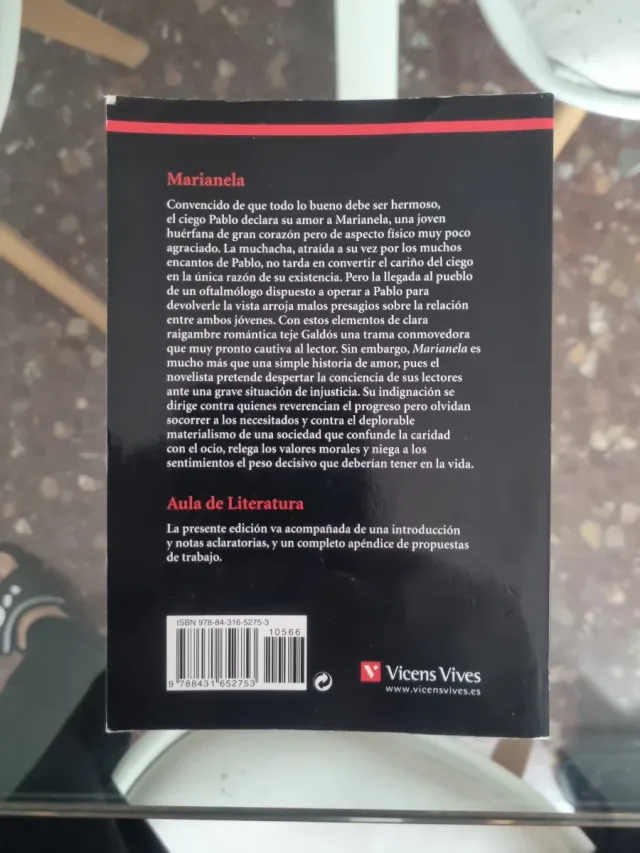 Marianela
Convencido de que todo lo bueno debe ser hermoso,
el ciego Pablo declara su amor a Marianela, una joven
huérfana de gran corazón pero de aspecto físico muy poco
agraciado. La muchacha, atraída a su vez por los muchos
encantos de Pablo, no tarda en convertir el cariño del ciego
en la única razón de su existencia. Pero la llegada al pueblo
de un oftalmólogo dispuesto a operar a Pablo para
devolverle la vista arroja malos presagios sobre la relación
entre ambos jóvenes. Con estos elementos de clara
raigambre romántica teje Galdós una trama conmovedora
que muy pronto cautiva al lector. Sin embargo, Marianela es
mucho más que una simple historia de amor, pues el
novelista pretende despertar la conciencia de sus lectores
ante una grave situación de injusticia. Su indignación se
dirige contra quienes reverencian el progreso pero olvidan
socorrer a los necesitados y contra el deplorable
materialismo de una sociedad que confunde la caridad
con el ocio, relega los valores morales y niega a los
sentimientos el peso decisivo que deberían tener en la vida.
Aula de Literatura
La presente edición va acompañada de una introducción
y notas aclaratorias, y un completo apéndice de propuestas
de trabajo.
ISBN 978-84-316-5275-3
10566
9 788431 652753
Vicens Vives
www.vicensvives.es